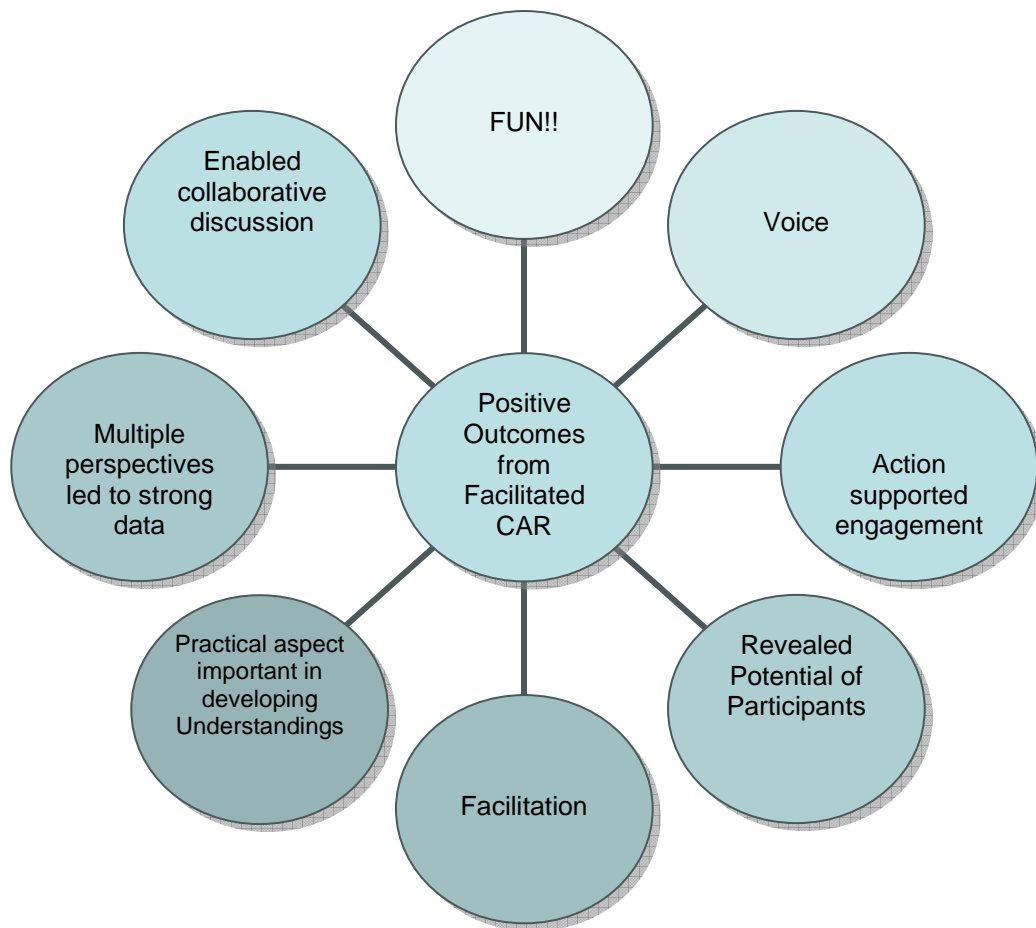 FUN!!
Enabled
collaborative
discussion
Voice
Positive
Outcomes
from
Facilitated
CAR
Multiple
perspectives
led to strong
data
Action
supported
engagement
Practical aspect
important in
developing
Understandings
Revealed
Potential of
Participants
Facilitation